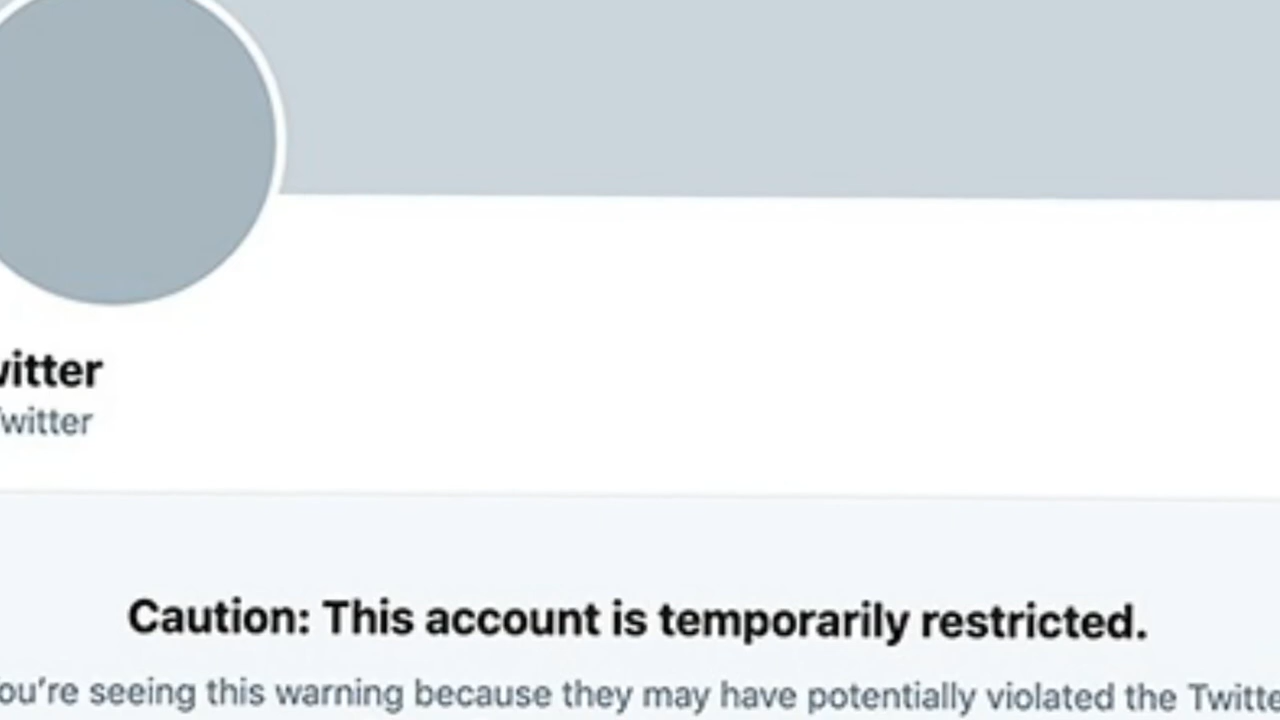 witter
Twitter
Caution: This account is temporarily restricted.
ou're seeing this warning because they may have potentially violated the Twitte